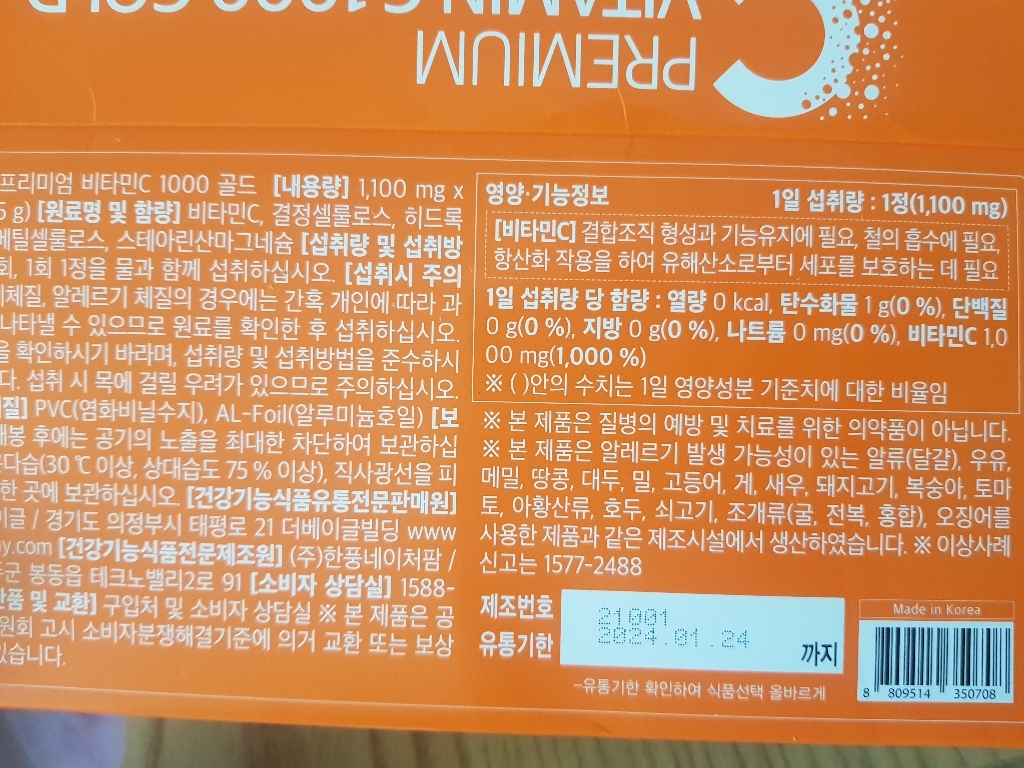 VITAMIN C 1000 GOLD
PREMIUM
프리미엄 비타민C 1000 골드 [내용량] 1,100 mg x
5 g) [원료명 및 함량] 비타민C, 결정셀룰로스, 히드록
메틸셀룰로스, 스테아린산마그네슘 [섭취량 및 섭취방
회, 1회 1정을 물과 함께 섭취하십시오. [섭취시 주의
체질, 알레르기 체질의 경우에는 간혹 개인에 따라 과
나타낼 수 있으므로 원료를 확인한 후 섭취하십시오.
을 확인하시기 바라며, 섭취량 및 섭취방법을 준수하시
다. 섭취 시 목에 걸릴 우려가 있으므로 주의하십시오.
질] PVC(염화비닐수지), AL-Foil(알루미늄호일) [보
개봉 후에는 공기의 노출을 최대한 차단하여 보관하십
다습(30 ℃ 이상, 상대습도 75 % 이상), 직사광선을 피
한 곳에 보관하십시오. [건강기능식품유통전문판매원]
이글 / 경기도 의정부시 태평로 21 더베이글빌딩 www
y.com [건강기능식품전문제조원] (주)한풍네이처팜 /
군 봉동읍 테크노밸리2로 91 [소비자 상담실] 1588-
품 및 교환] 구입처 및 소비자 상담실 ※ 본 제품은 공
원회 고시 소비자분쟁해결기준에 의거 교환 또는 보상
있습니다.
영양·기능정보 1일 섭취량 : 1정(1,100 mg)
[비타민C] 결합조직 형성과 기능유지에 필요, 철의 흡수에 필요,
항산화 작용을 하여 유해산소로부터 세포를 보호하는 데 필요
1일 섭취량 당 함량 : 열량 0 kcal, 탄수화물 1 g(0 %), 단백질
0 g(0 %), 지방 0 g(0 %), 나트륨 0 mg(0 %), 비타민C 1,0
00 mg(1,000 %)
※ ( )안의 수치는 1일 영양성분 기준치에 대한 비율임
※ 본 제품은 질병의 예방 및 치료를 위한 의약품이 아닙니다.
※ 본 제품은 알레르기 발생 가능성이 있는 알류(달걀), 우유,
메밀, 땅콩, 대두, 밀, 고등어, 게, 새우, 돼지고기, 복숭아, 토마
토, 아황산류, 호두, 쇠고기, 조개류(굴, 전복, 홍합), 오징어를
사용한 제품과 같은 제조시설에서 생산하였습니다. ※ 이상사례
신고는 1577-2488
제조번호 21001
유통기한 2024.01.24 까지
-유통기한 확인하여 식품선택 올바르게
Made in Korea
8 809514 350708